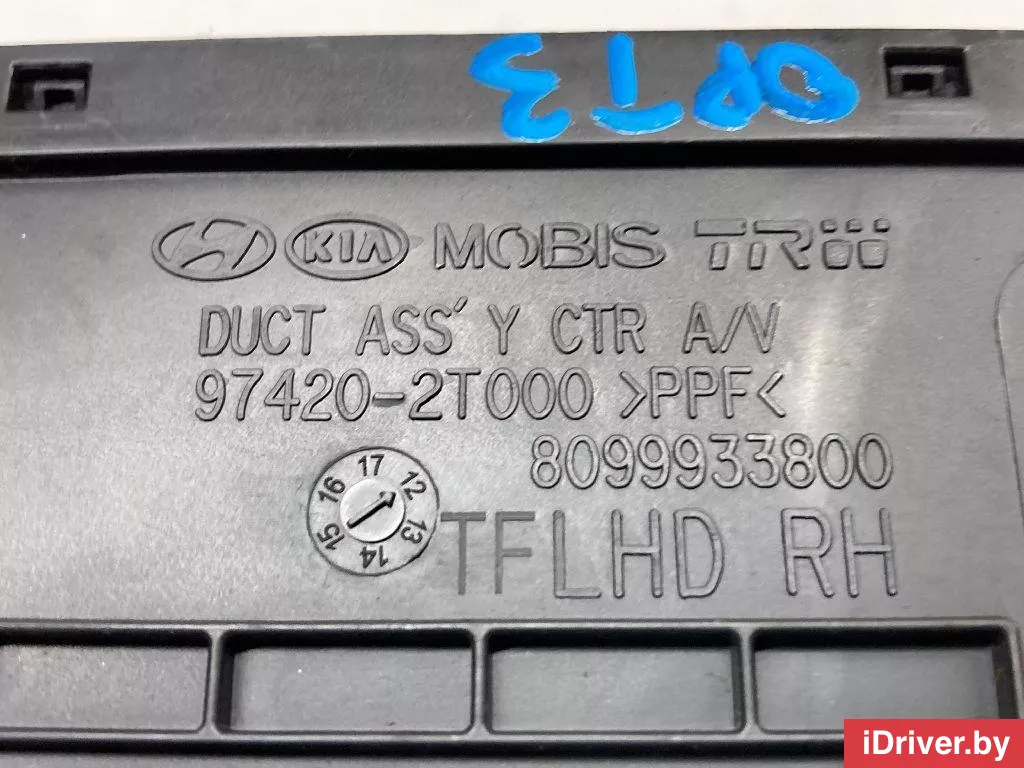 OPT3
KIA MOBIS TRW
DUCT ASS'Y CTR A/V
97420-2T000 >PPF<
8099933800
12 13 14 15 16 17
TFLHD RH
iDriver.by